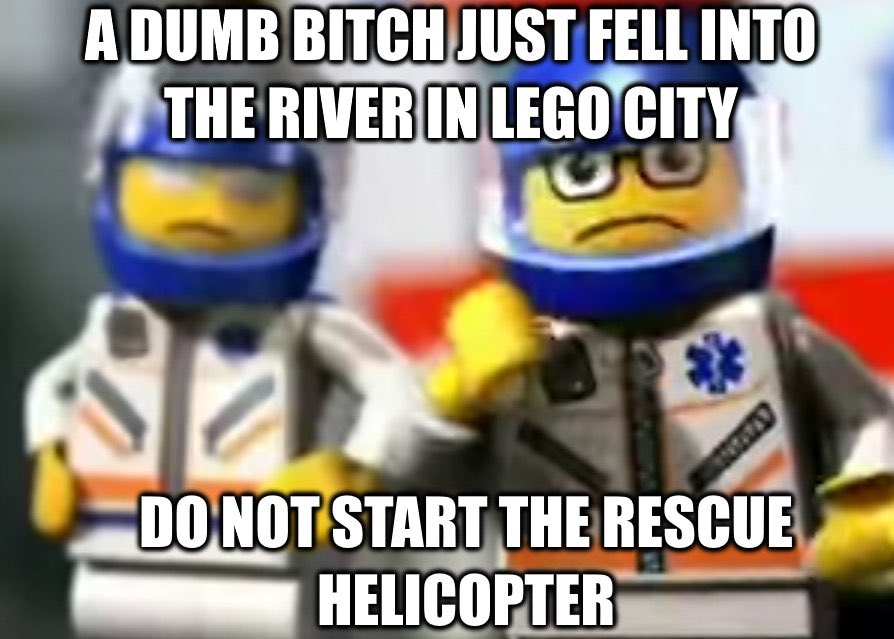 A DUMB BITCH JUST FELL INTO
THE RIVER IN LEGO CITY
DO NOT START THE RESCUE
HELICOPTER